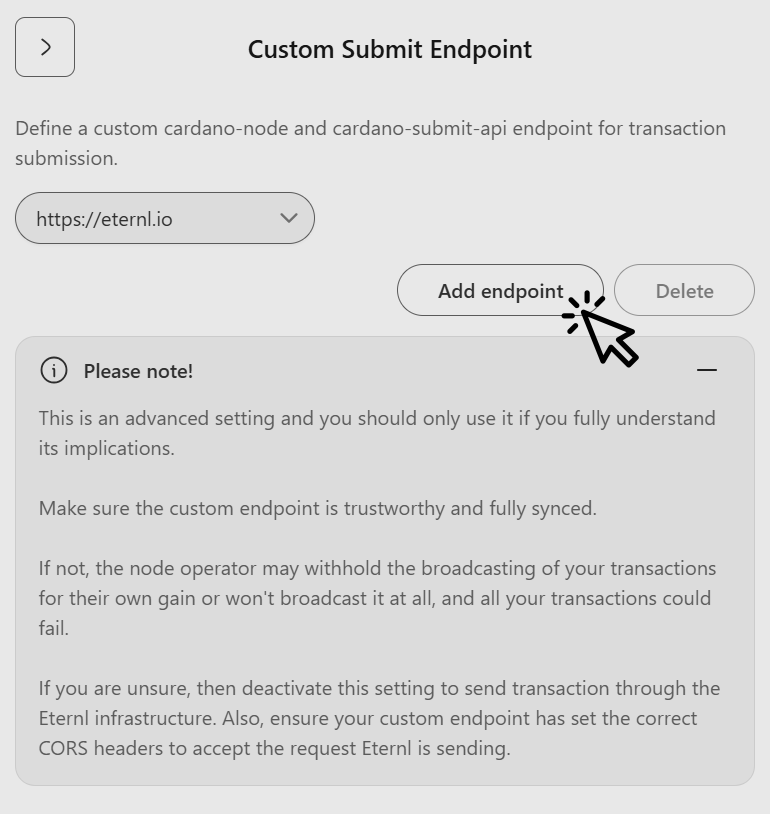 Custom Submit Endpoint
Define a custom cardano-node and cardano-submit-api endpoint for transaction
submission.
https://eternl.io
Add endpoint
Delete
Please note!
This is an advanced setting and you should only use it if you fully understand
its implications.
Make sure the custom endpoint is trustworthy and fully synced.
If not, the node operator may withhold the broadcasting of your transactions
for their own gain or won't broadcast it at all, and all your transactions could
fail.
If you are unsure, then deactivate this setting to send transaction through the
Eternl infrastructure. Also, ensure your custom endpoint has set the correct
CORS headers to accept the request Eternl is sending.